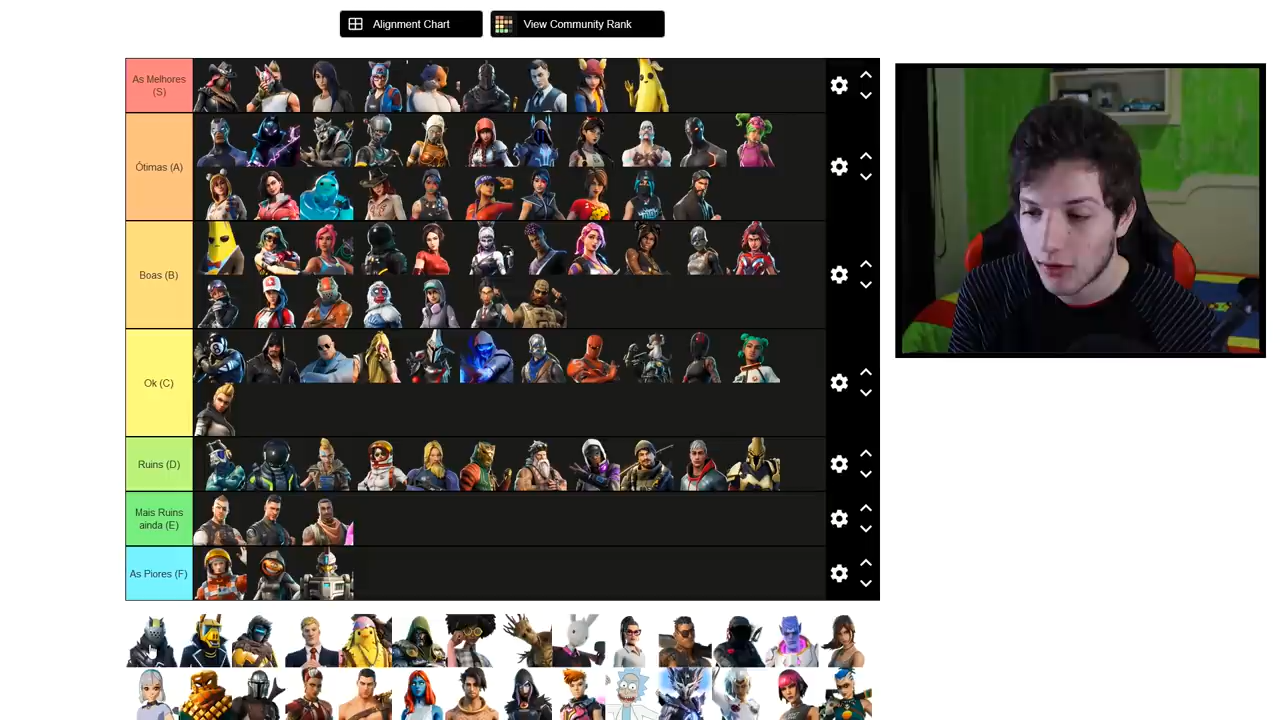 Alignment Chart
View Community Rank
As Melhores
(S)
Ótimas (A)
Boas (B)
Ok (C)
Ruins (D)
Mais Ruins
ainda (E)
As Piores (F)